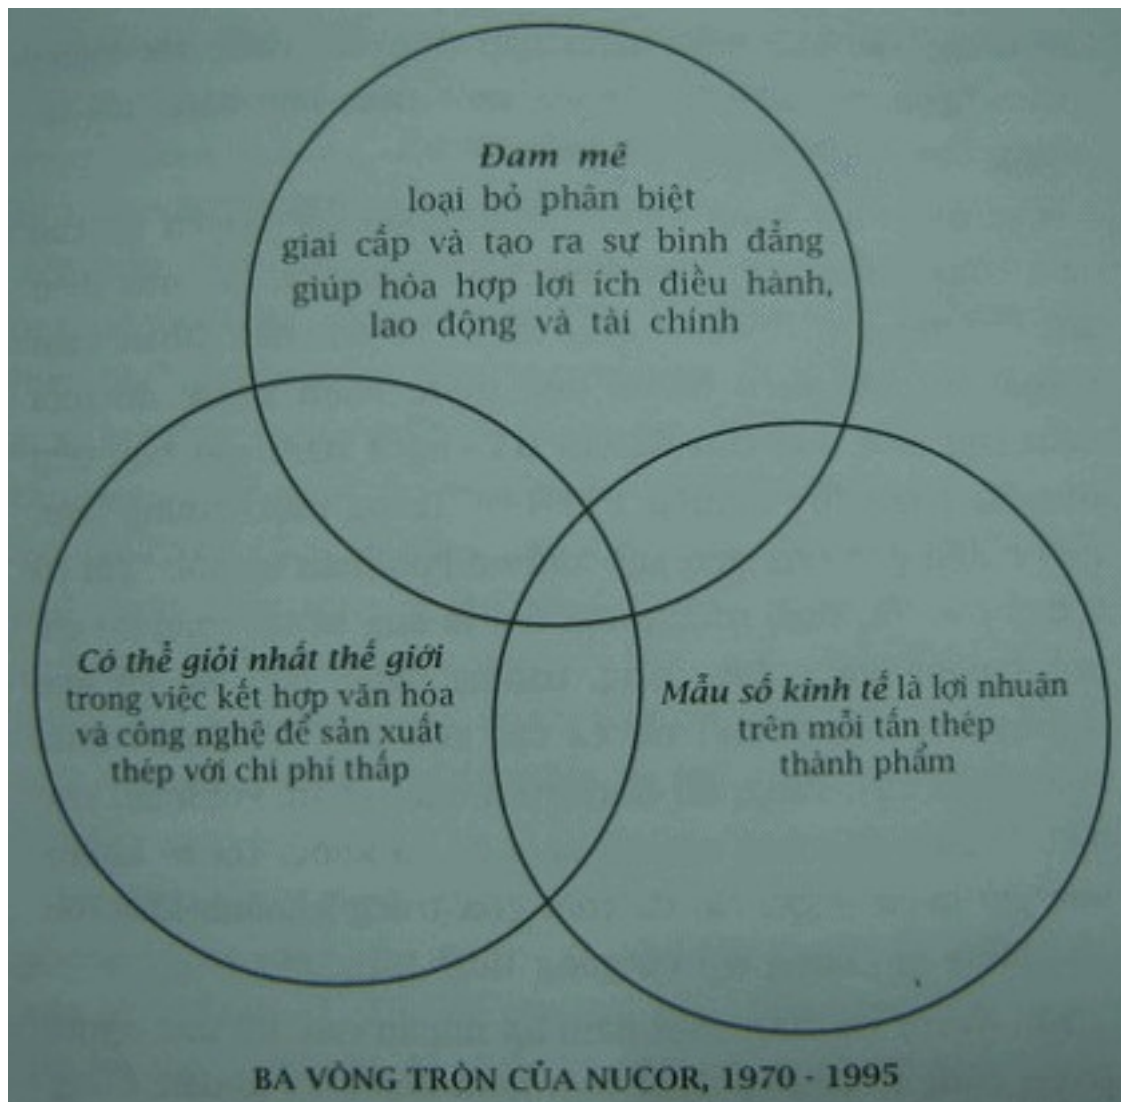 Đam mê
loại bỏ phân biệt
giai cấp và tạo ra sự bình đẳng
giúp hòa hợp lợi ích điều hành,
lao động và tài chính
Có thể giỏi nhất thế giới
trong việc kết hợp văn hóa
và công nghệ để sản xuất
thép với chi phí thấp
Mẫu số kinh tế là lợi nhuận
trên mỗi tấn thép
thành phẩm
BA VÒNG TRÒN CỦA NUCOR, 1970 - 1995